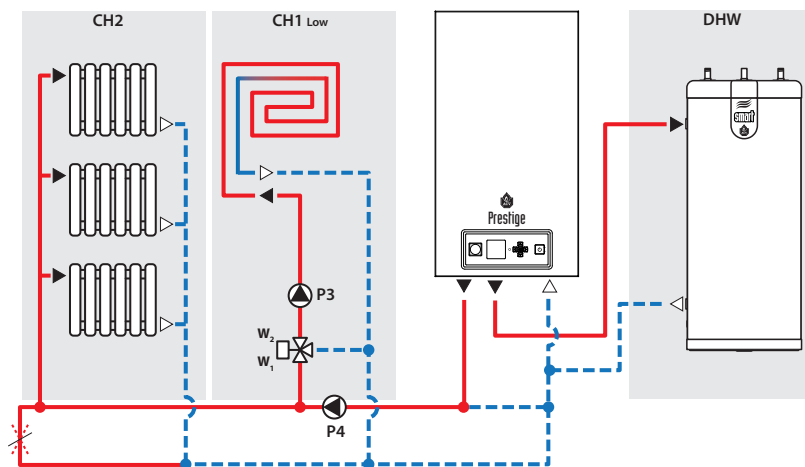 CH2
CH1 Low
DHW
smart
Prestige
P3
W2
W1
P4